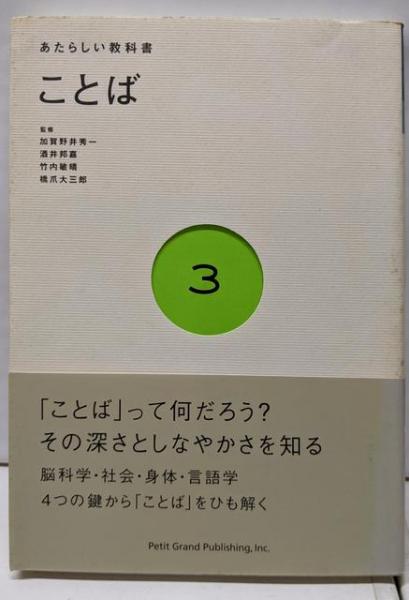 あたらしい教科書
ことば
監修
加賀野井秀一
酒井邦嘉
竹内敏晴
橋爪大三郎
3
「ことば」って何だろう?
その深さとしなやかさを知る
脳科学・社会・身体・言語学
4つの鍵から「ことば」をひも解く
Petit Grand Publishing, Inc.